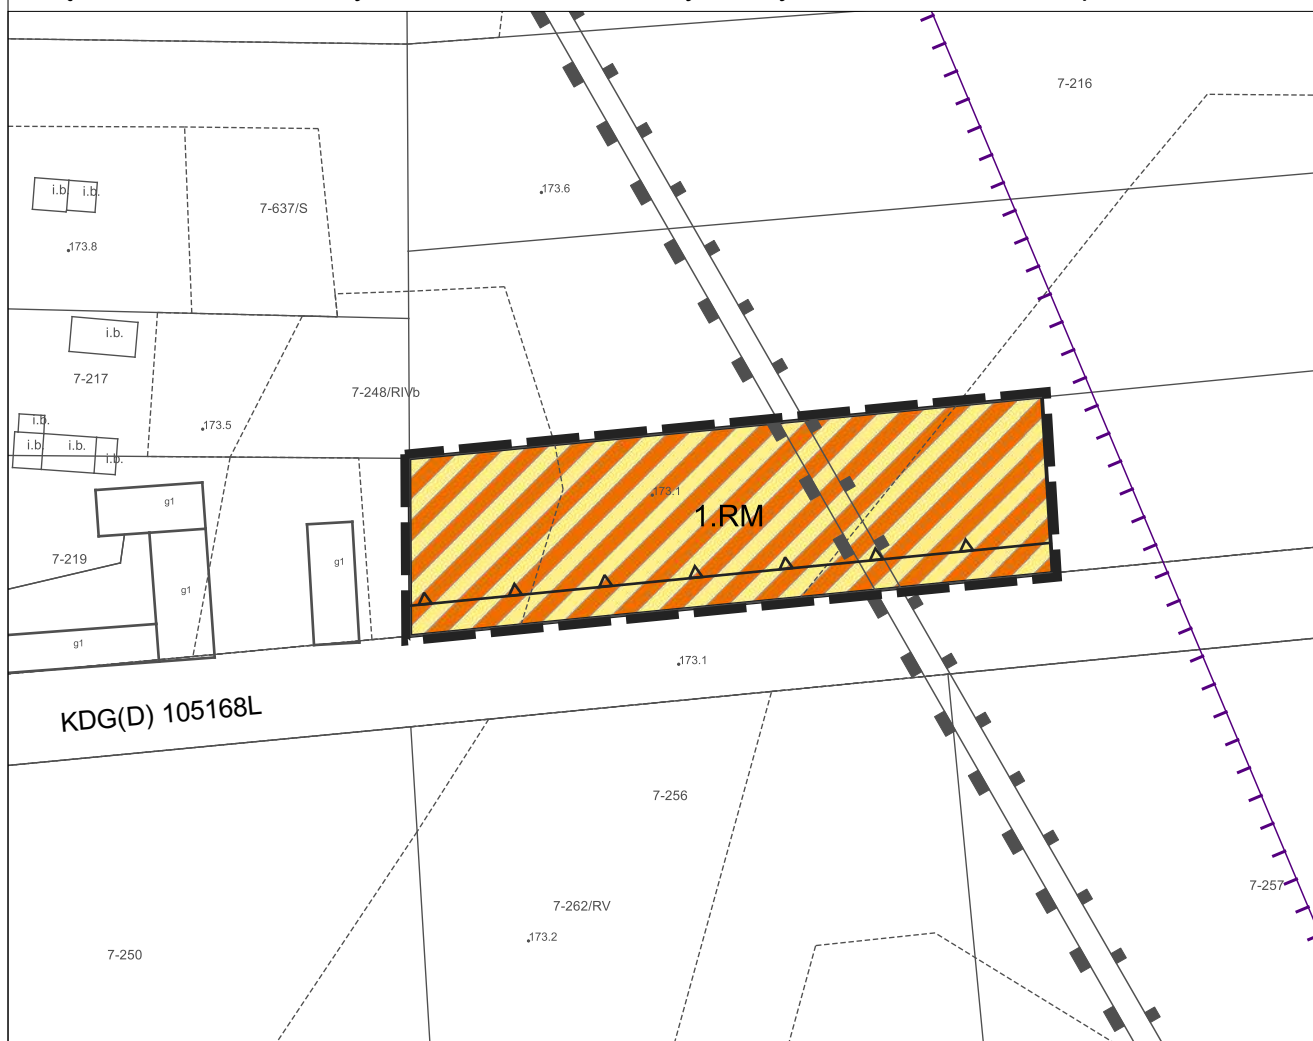 7-216
i.b.
i.b.
173.6
7-637/S
173.8
i.b.
7-217
7-248/RIVb
i.b.
173.5
i.b.
i.b.
i.b.
173.1
g1
1.RM
7-219
g1
g1
g1
173.1
KDG(D) 105168L
7-256
7-257
7-262/RV
173.2
7-250